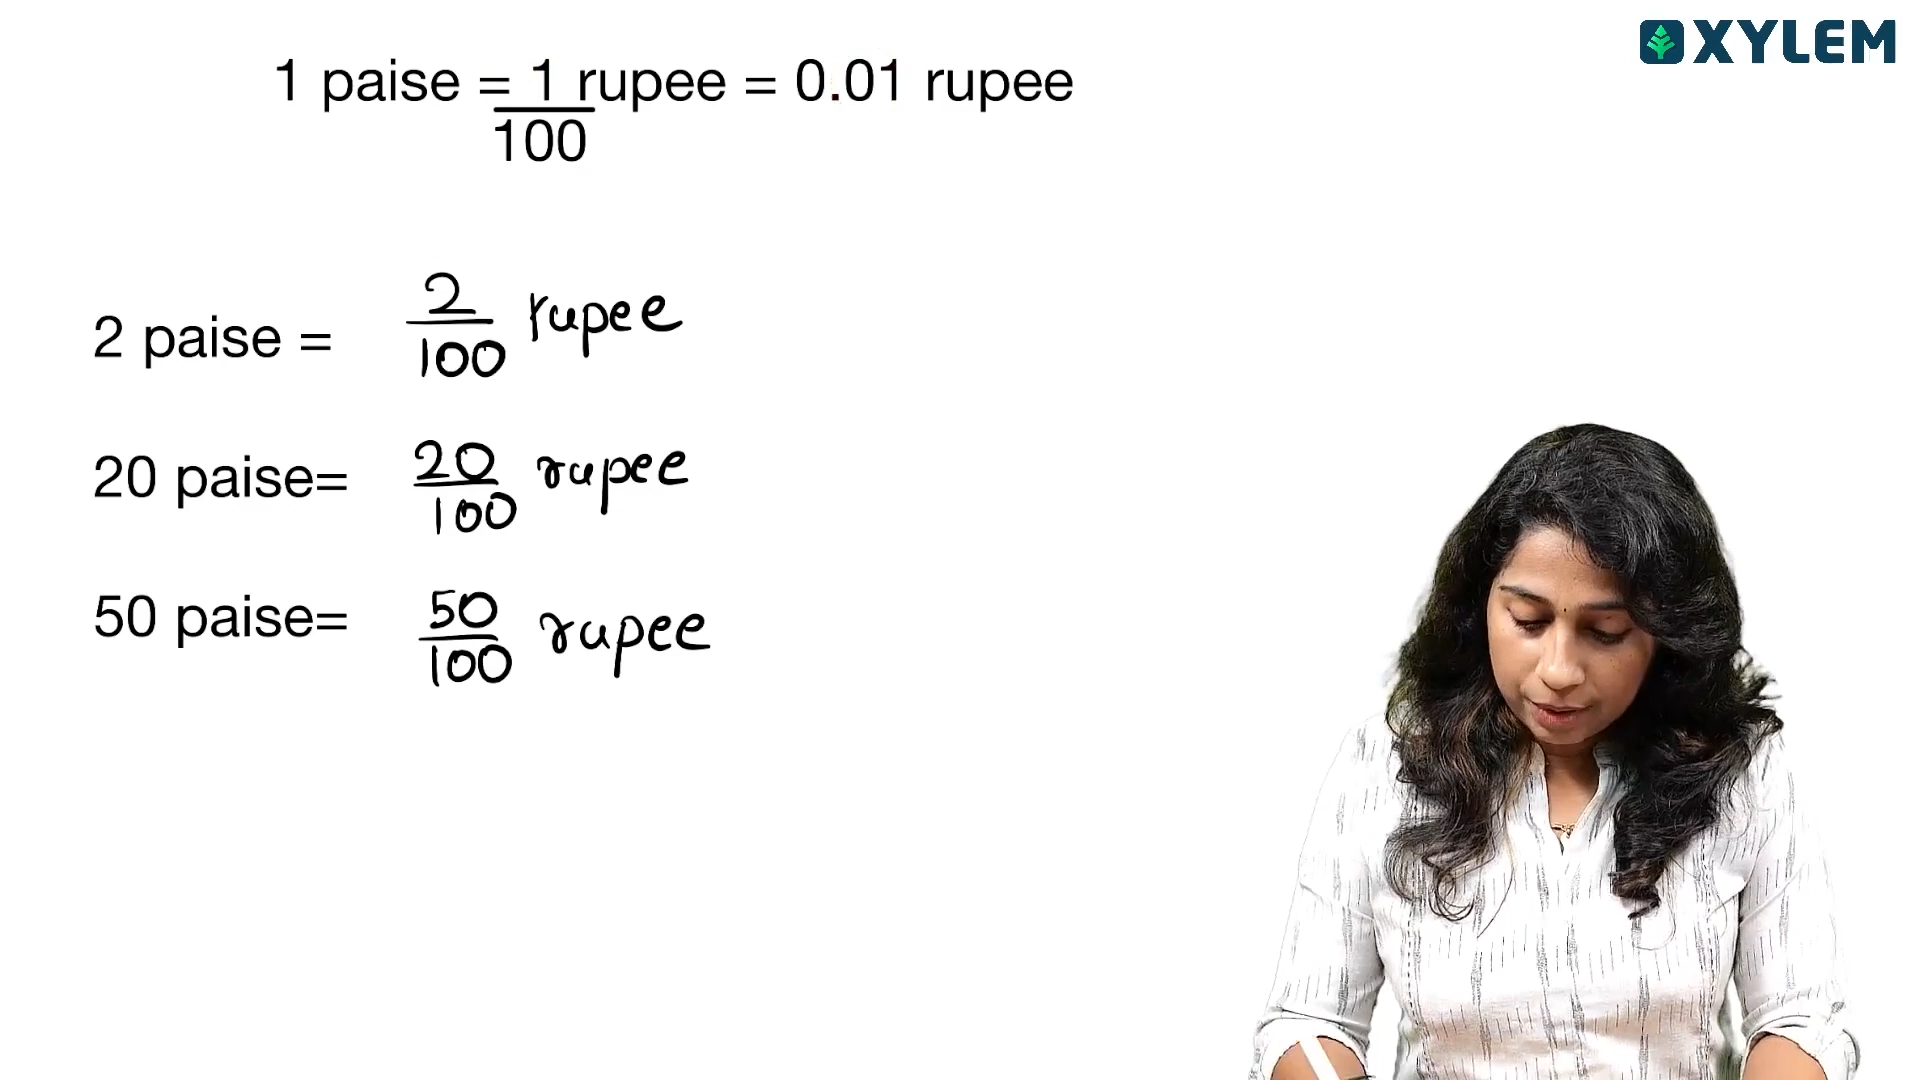 XYLEM
1 paise = 1 rupee = 0.01 rupee
100
2 paise = 2/100 rupee
20 paise= 20/100 rupee
50 paise= 50/100 rupee